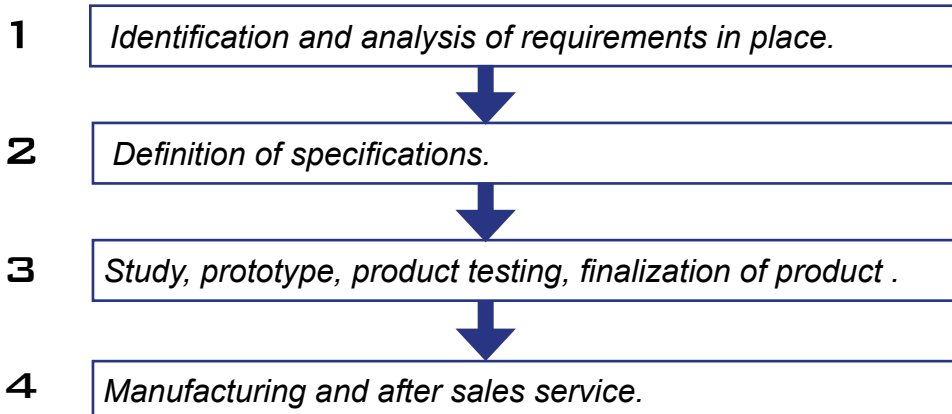 1 Identification and analysis of requirements in place.
2 Definition of specifications.
3 Study, prototype, product testing, finalization of product .
4 Manufacturing and after sales service.